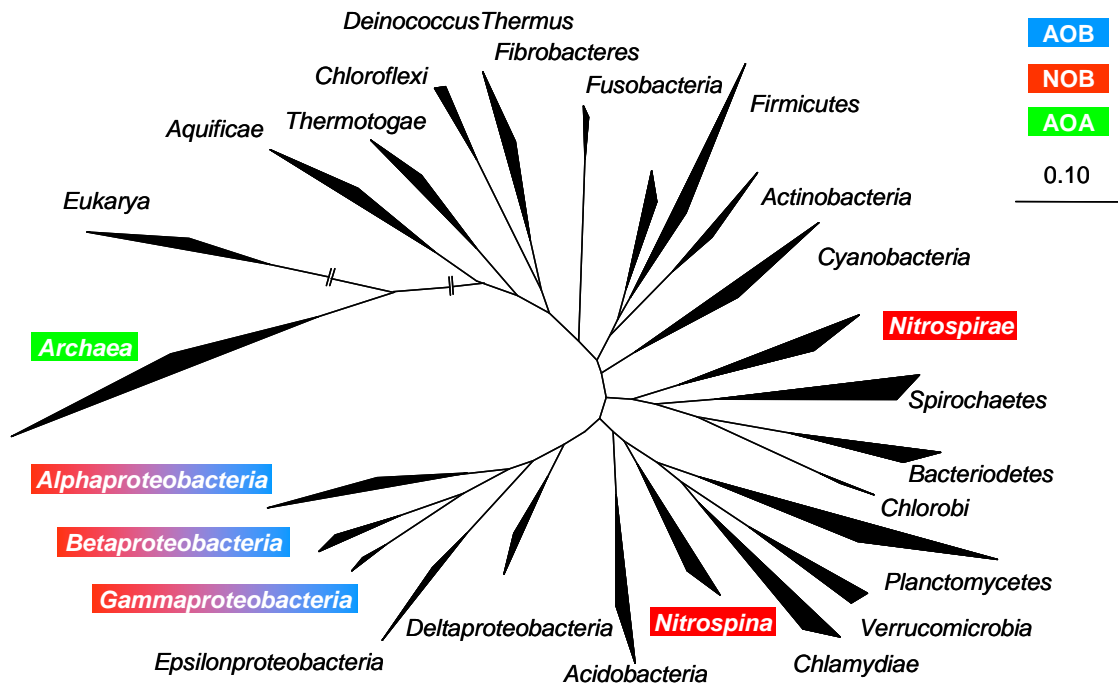 DeinococcusThermus
Fibrobacteres
Chloroflexi
Fusobacteria
Firmicutes
Thermotogae
Aquificae
Actinobacteria
Eukarya
Cyanobacteria
AOB
NOB
AOA
0.10
Archaea
Nitrospirae
Spirochaetes
Alphaproteobacteria
Bacteriodetes
Chlorobi
Betaproteobacteria
Planctomycetes
Gammaproteobacteria
Deltaproteobacteria
Nitrospina
Verrucomicrobia
Epsilonproteobacteria
Acidobacteria
Chlamydiae